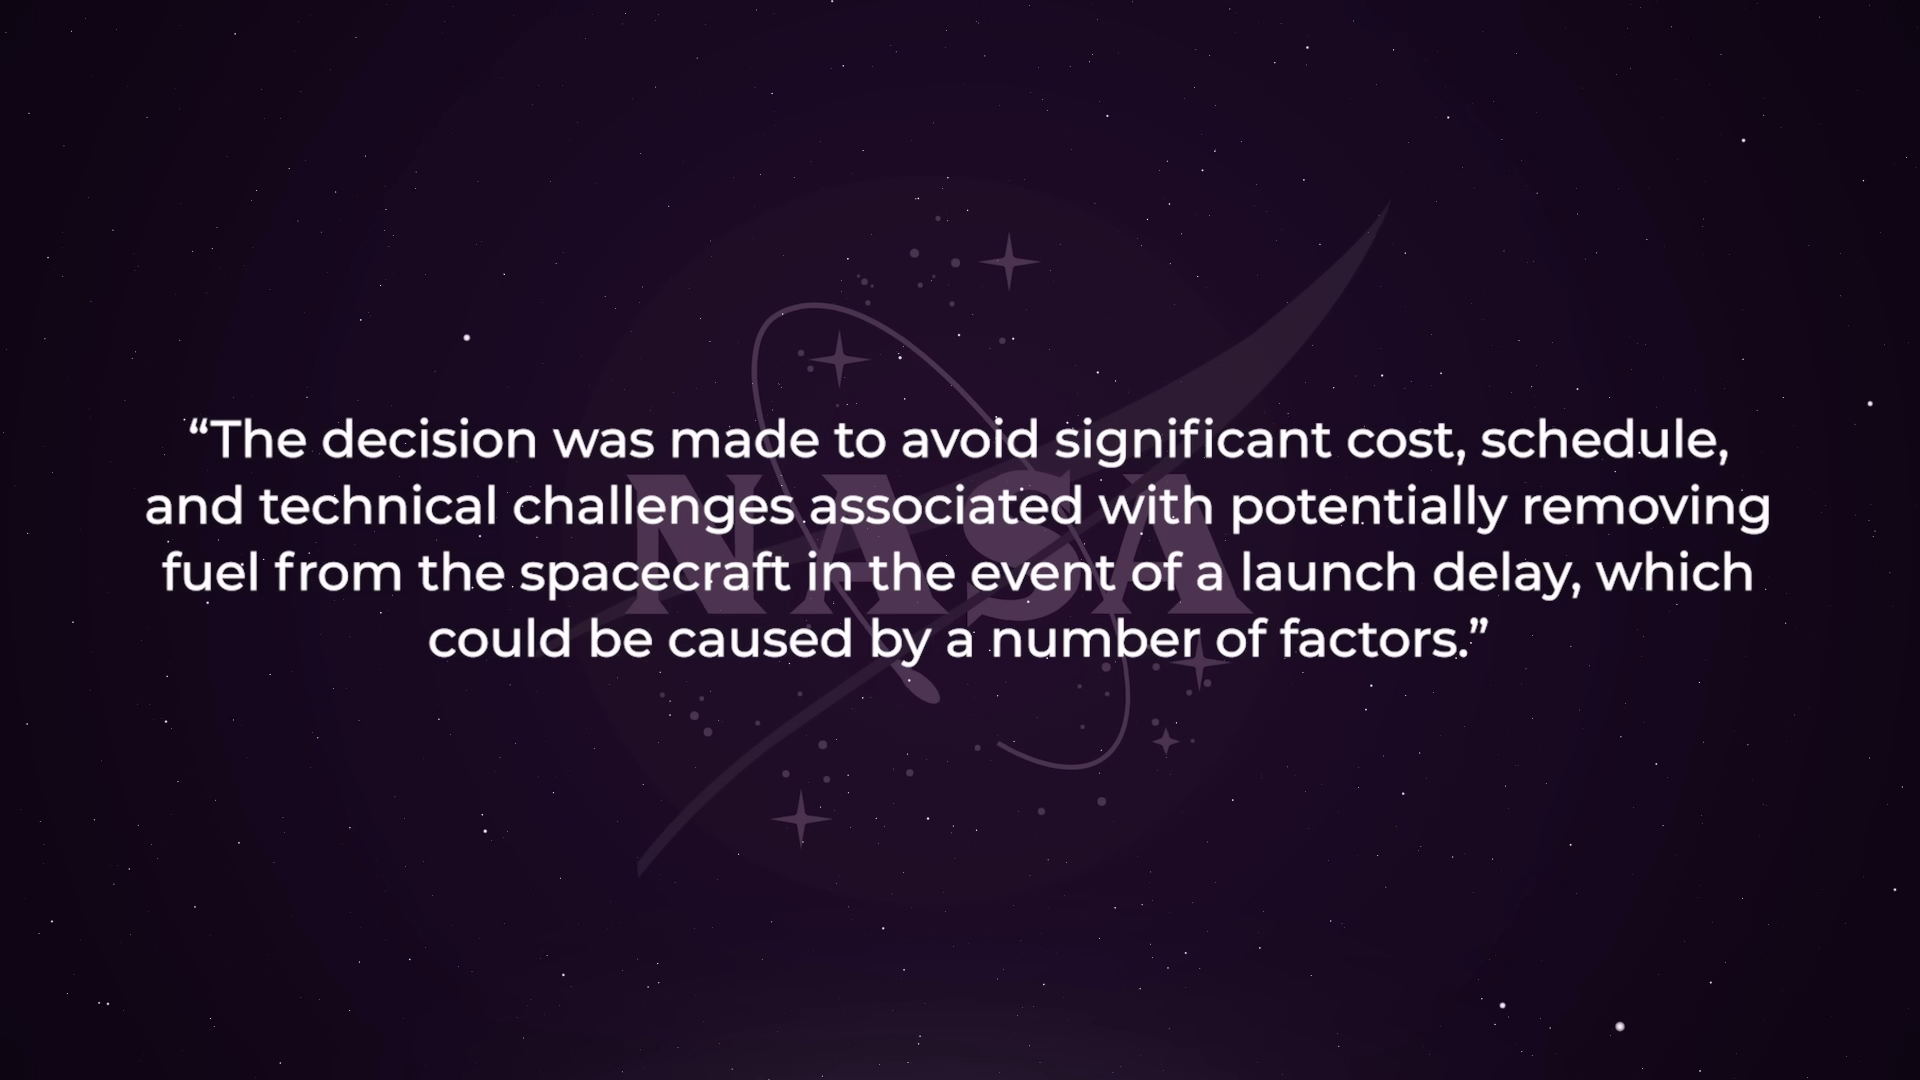 “The decision was made to avoid significant cost, schedule,
and technical challenges associated with potentially removing
fuel from the spacecraft in the event of a launch delay, which
could be caused by a number of factors.”
NASA